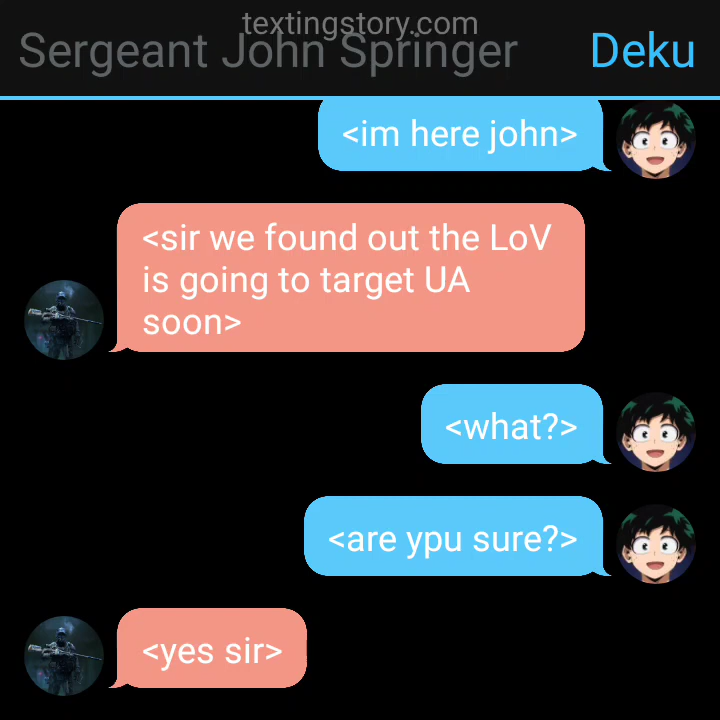 textingstory.com
Sergeant John Springer
Deku
<im here john>
<sir we found out the LoV
is going to target UA
soon>
<what?>
<are ypu sure?>
<yes sir>